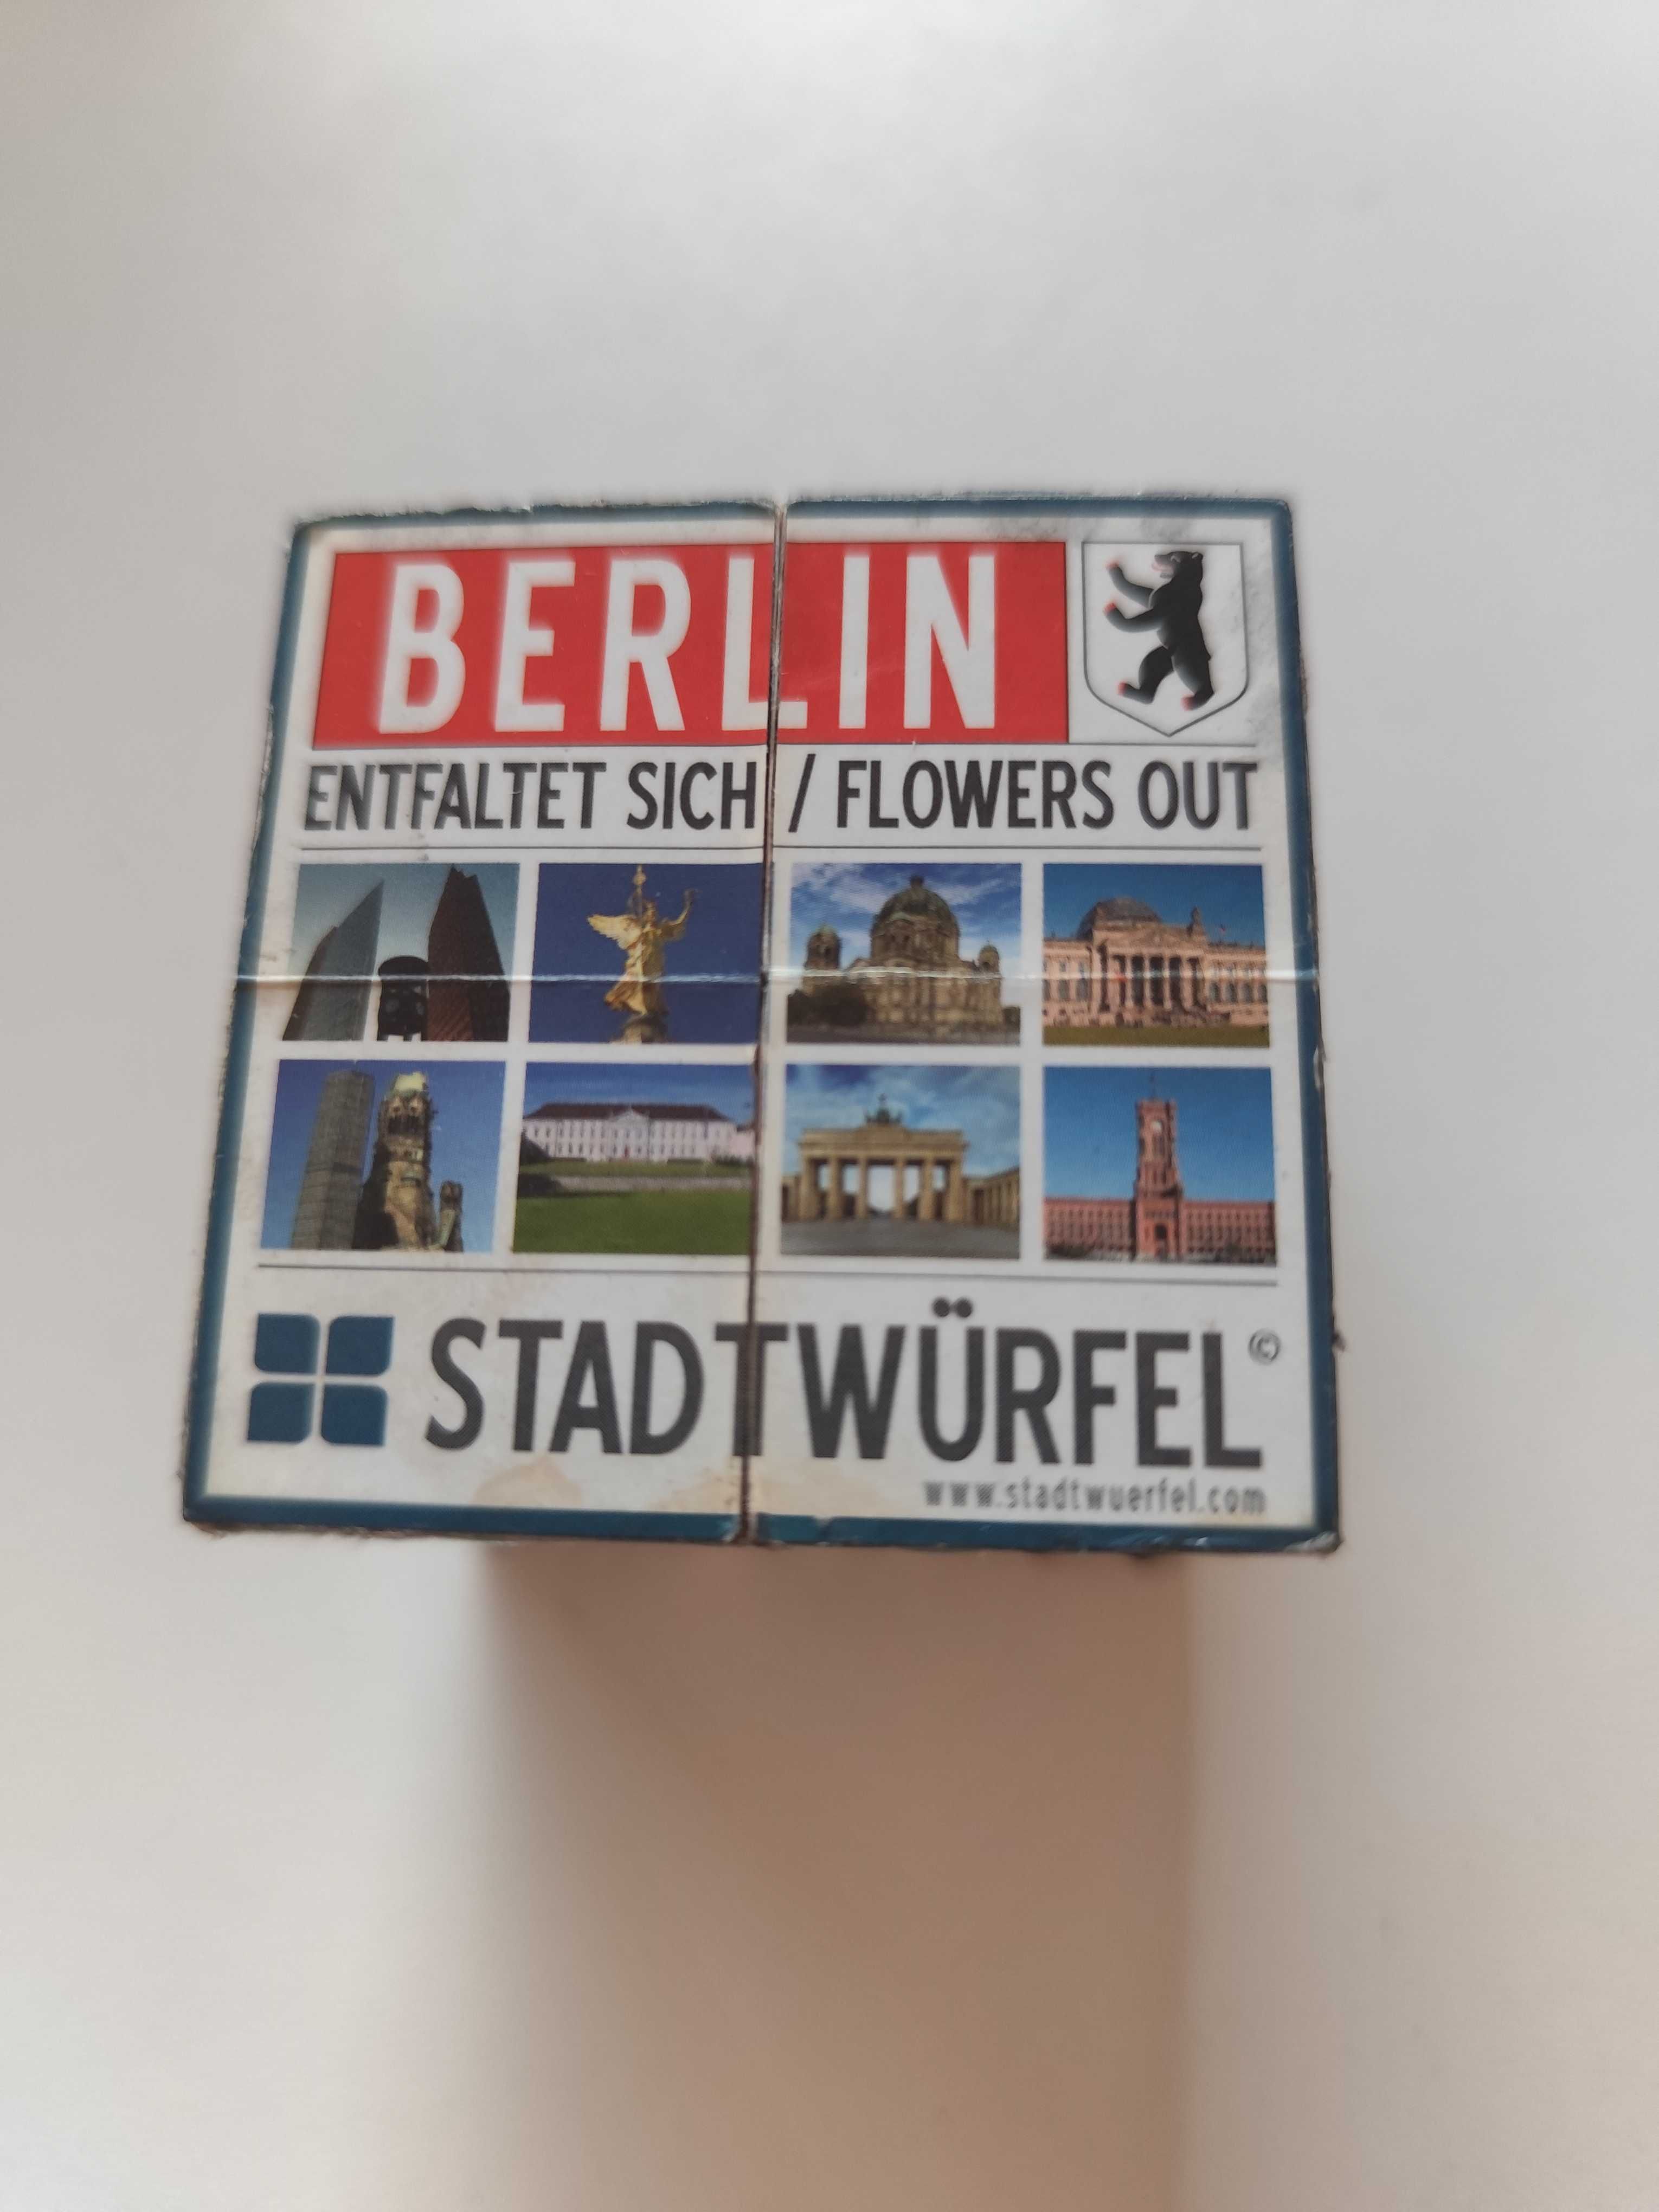 BERLIN
ENTFALTET SICH / FLOWERS OUT
STADTWÜRFEL©
www.stadtwuerfel.com